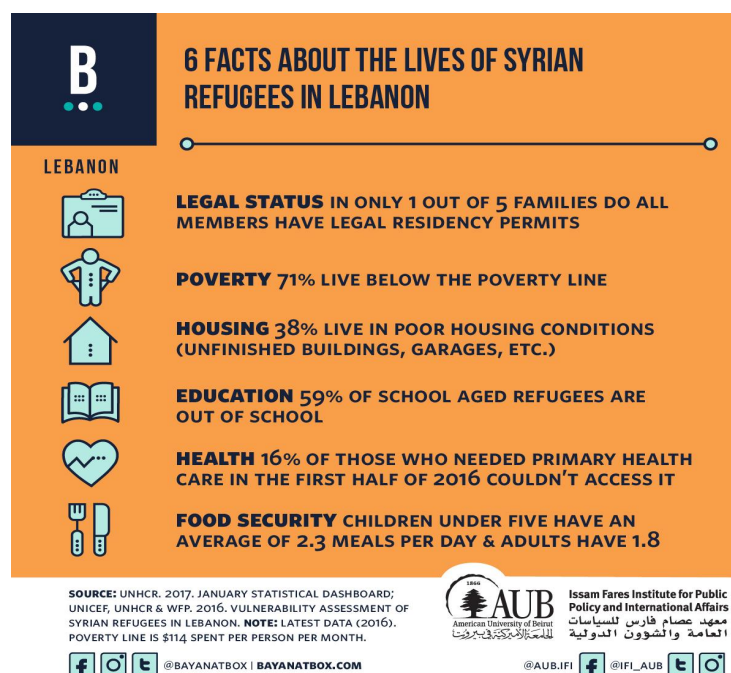 B
6 FACTS ABOUT THE LIVES OF SYRIAN
REFUGEES IN LEBANON
LEBANON
LEGAL STATUS IN ONLY 1 OUT OF 5 FAMILIES DO ALL
MEMBERS HAVE LEGAL RESIDENCY PERMITS
POVERTY 71% LIVE BELOW THE POVERTY LINE
HOUSING 38% LIVE IN POOR HOUSING CONDITIONS
(UNFINISHED BUILDINGS, GARAGES, ETC.)
EDUCATION 59% OF SCHOOL AGED REFUGEES ARE
OUT OF SCHOOL
HEALTH 16% OF THOSE WHO NEEDED PRIMARY HEALTH
CARE IN THE FIRST HALF OF 2016 COULDN'T ACCESS IT
FOOD SECURITY CHILDREN UNDER FIVE HAVE AN
AVERAGE OF 2.3 MEALS PER DAY & ADULTS HAVE 1.8
SOURCE: UNHCR. 2017. JANUARY STATISTICAL DASHBOARD;
UNICEF, UNHCR & WFP. 2016. VULNERABILITY ASSESSMENT OF
SYRIAN REFUGEES IN LEBANON. NOTE: LATEST DATA (2016).
POVERTY LINE IS $114 SPENT PER PERSON PER MONTH.
@BAYANATBOX | BAYANATBOX.COM
1866
AUB
American University of Beirut
الجامعة الأميركية في بيروت
Issam Fares Institute for Public
Policy and International Affairs
معهد عصام فارس للسياسات
العامة والشؤون الدولية
@AUB.IFI
@IFI_AUB